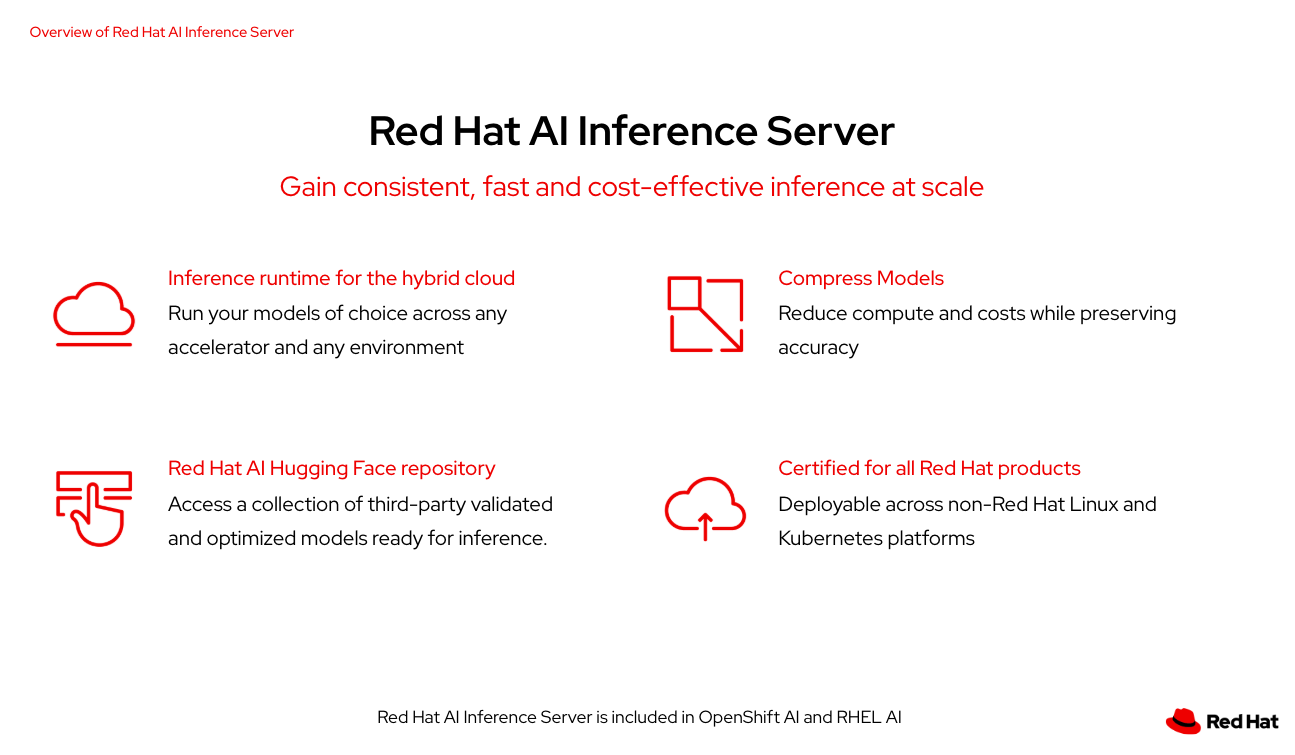 Overview of Red Hat AI Inference Server
Red Hat AI Inference Server
Gain consistent, fast and cost-effective inference at scale
Inference runtime for the hybrid cloud
Run your models of choice across any
accelerator and any environment
Compress Models
Reduce compute and costs while preserving
accuracy
Red Hat AI Hugging Face repository
Access a collection of third-party validated
and optimized models ready for inference.
Certified for all Red Hat products
Deployable across non-Red Hat Linux and
Kubernetes platforms
Red Hat AI Inference Server is included in OpenShift AI and RHEL AI
Red Hat